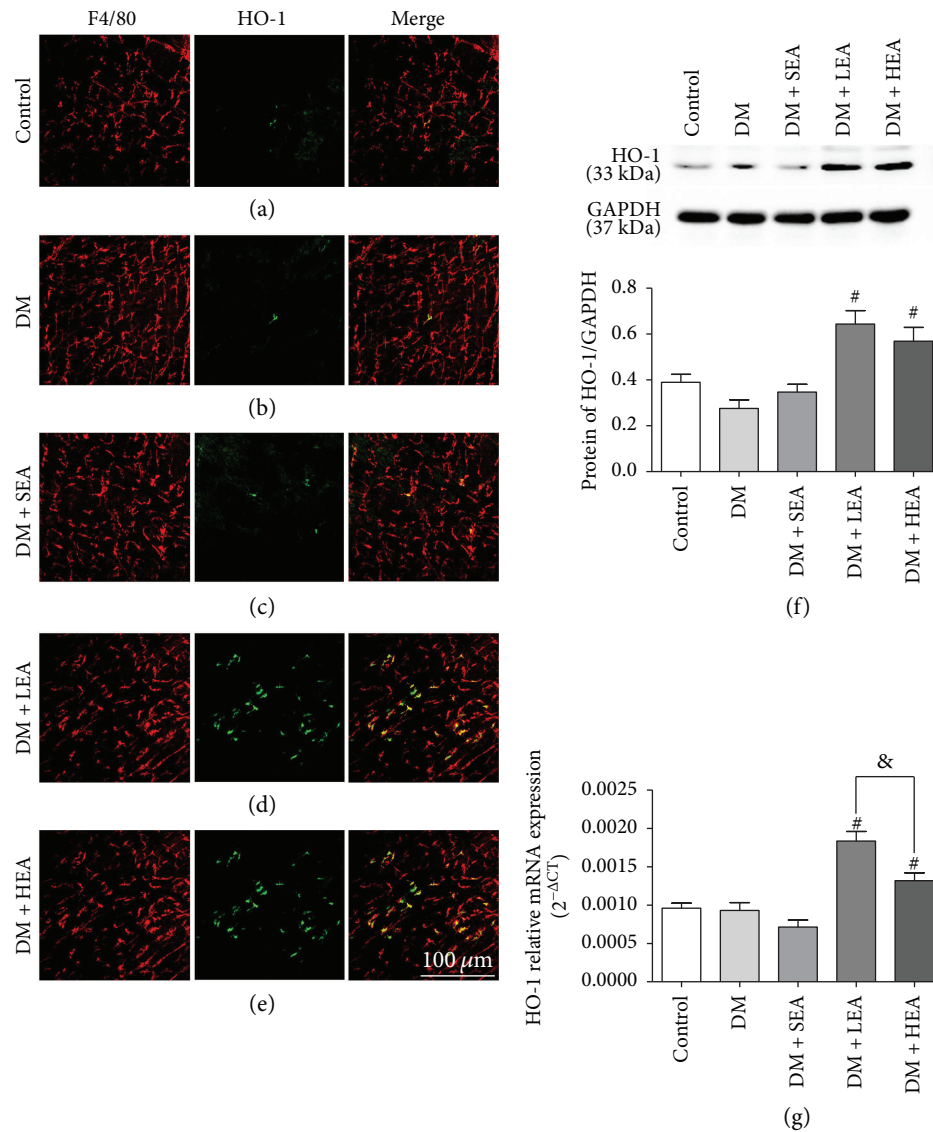 F4/80 HO-1 Merge
Control
(a)
DM
(b)
DM + SEA
(c)
DM + LEA
(d)
DM + HEA
100 μm
(e)
Control DM DM + SEA DM + LEA DM + HEA
HO-1
(33 kDa)
GAPDH
(37 kDa)
Protein of HO-1/GAPDH
0.8
0.6
0.4
0.2
0.0
# #
Control DM DM + SEA DM + LEA DM + HEA
(f)
HO-1 relative mRNA expression
(2^−ΔCT)
0.0025
0.0020
0.0015
0.0010
0.0005
0.0000
&
# #
Control DM DM + SEA DM + LEA DM + HEA
(g)